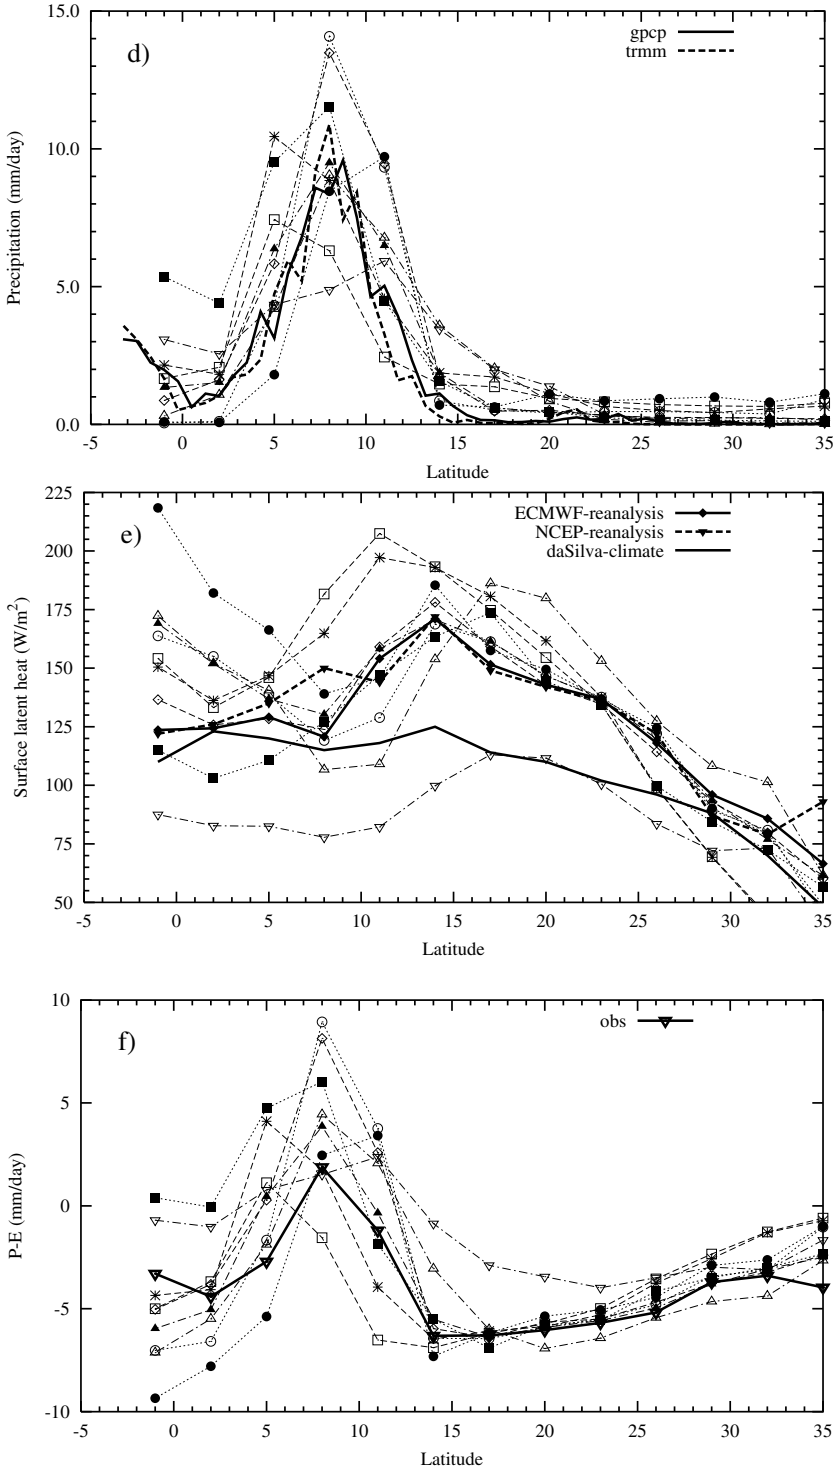 15.0
10.0
5.0
0.0
Precipitation (mm/day)
d)
gpcp
trmm
-5 0 5 10 15 20 25 30 35
Latitude
225
200
175
150
125
100
75
50
Surface latent heat (W/m²)
e)
ECMWF-reanalysis
NCEP-reanalysis
daSilva-climate
-5 0 5 10 15 20 25 30 35
Latitude
10
5
0
-5
-10
P-E (mm/day)
f)
obs
-5 0 5 10 15 20 25 30 35
Latitude